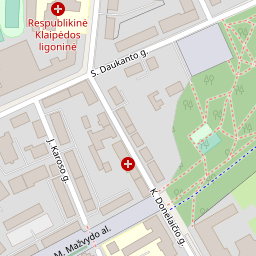 Respublikinė
Klaipėdos
ligoninė
S. Daukanto g.
J. Karoso g.
K. Donelaičio g.
M. Mažvydo al.